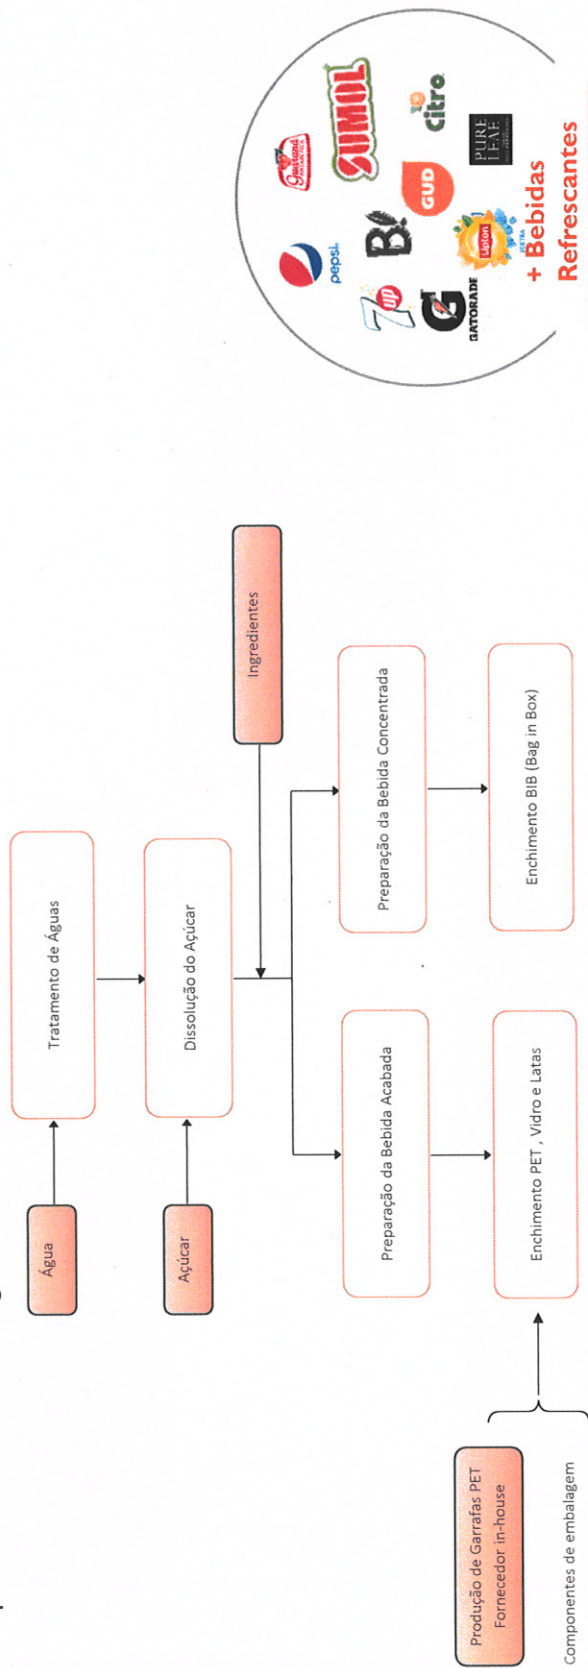 Água
Tratamento de Águas
Açúcar
Dissolução do Açúcar
Ingredientes
Preparação da Bebida Acabada
Preparação da Bebida Concentrada
Produção de Garrafas PET
Fornecedor in-house
Componentes de embalagem
Enchimento PET , Vidro e Latas
Enchimento BIB (Bag in Box)
pepsi.
Guaraná
ANTARCTICA
7up
B!
SUMOL
G
GATORADE
GUD
Citro
Lipton
PURE
LEAF
+ Bebidas
Refrescantes